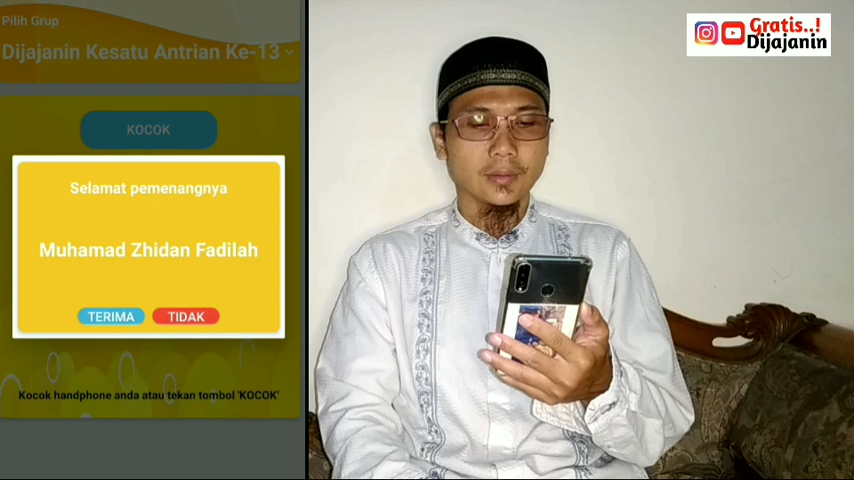 Pilih Grup
Dijajanin Kesatu Antrian Ke-13
KOCOK
Selamat pemenangnya
Muhamad Zhidan Fadilah
TERIMA
TIDAK
Kocok handphone anda atau tekan tombol 'KOCOK'
Gratis..!
Dijajanin